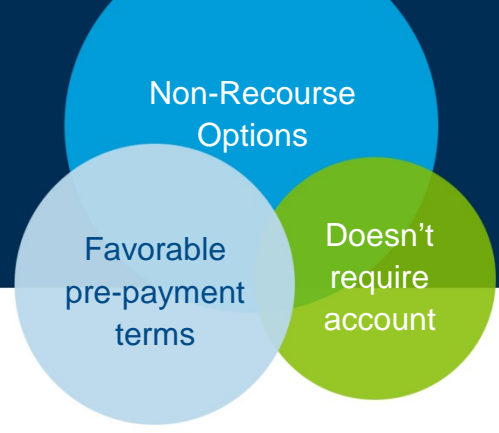 Non-Recourse
Options
Favorable
pre-payment
terms
Doesn’t
require
account